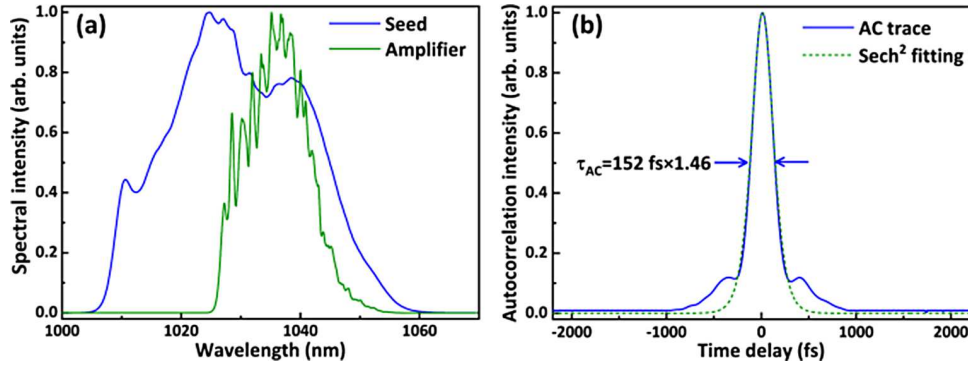 (a)
Seed
Amplifier
Spectral intensity (arb. units)
1.0
0.8
0.6
0.4
0.2
0.0
1000
1020
1040
1060
Wavelength (nm)
(b)
AC trace
Sech² fitting
τAC=152 fs×1.46
Autocorrelation intensity (arb. units)
1.0
0.8
0.6
0.4
0.2
0.0
-2000
-1000
0
1000
2000
Time delay (fs)